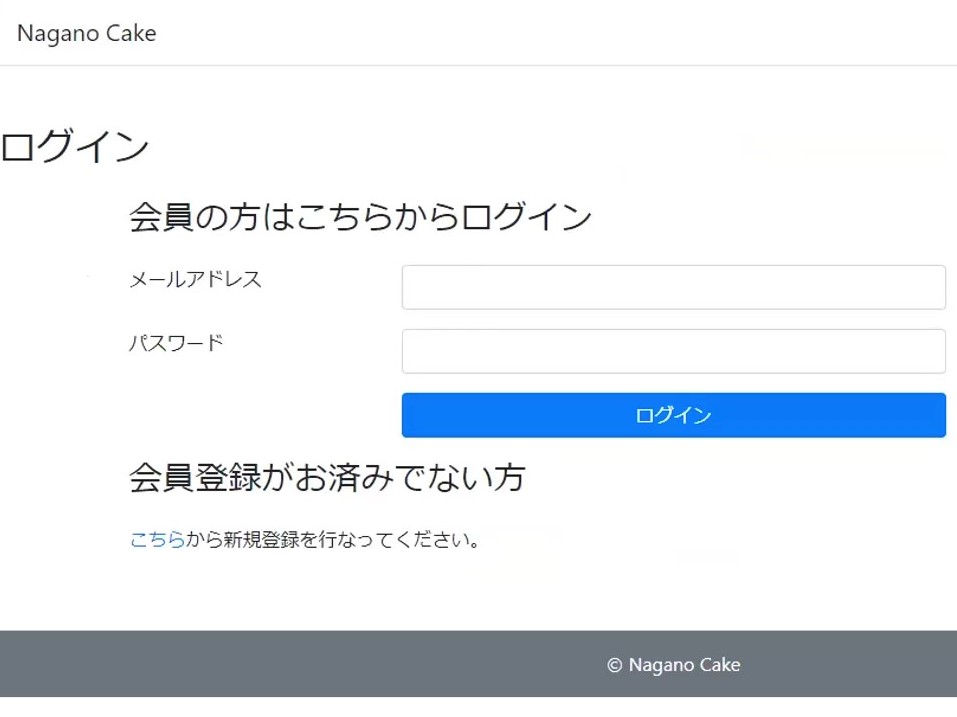 Nagano Cake
ログイン
会員の方はこちらからログイン
メールアドレス
パスワード
ログイン
会員登録がお済みでない方
こちらから新規登録を行なってください。
© Nagano Cake